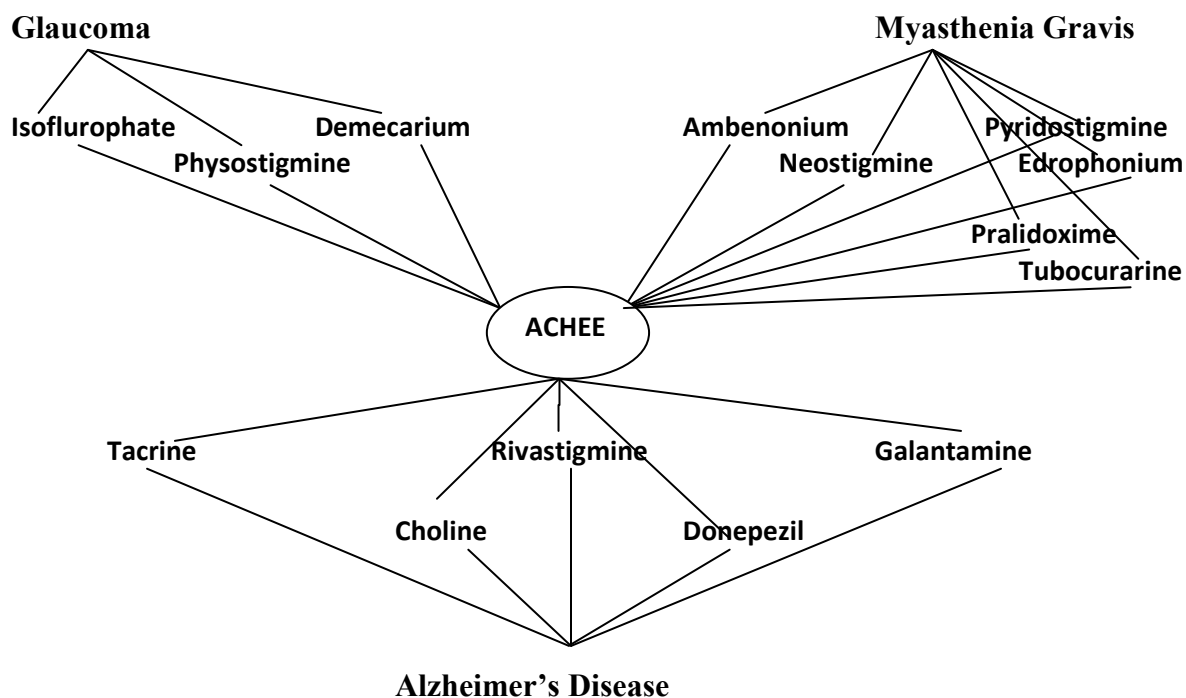 Glaucoma
Myasthenia Gravis
Isoflurophate
Demecarium
Ambenonium
Pyridostigmine
Physostigmine
Neostigmine
Edrophonium
Pralidoxime
Tubocurarine
ACHEE
Tacrine
Rivastigmine
Galantamine
Choline
Donepezil
Alzheimer's Disease